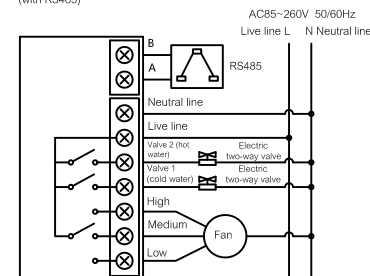 (with RS485)
AC85~260V 50/60Hz
Live line L N Neutral line
B
A
RS485
Neutral line
Live line
Valve 2 (hot
water)
Electric
two-way valve
Valve 1
(cold water)
Electric
two-way valve
High
Medium
Low
Fan